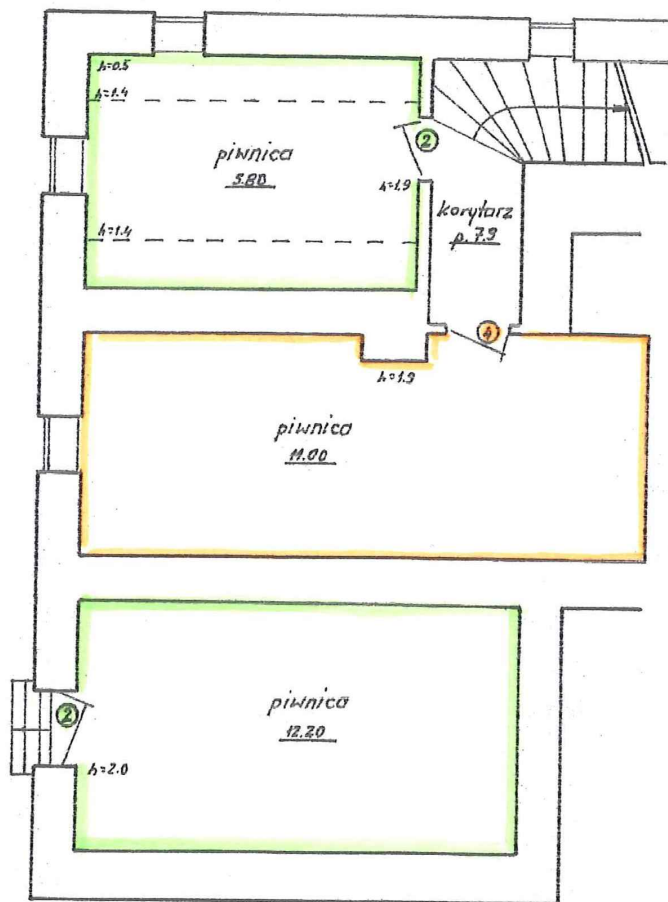 h=0.5
h=1.4
piwnica
5.80
2
h=1.9
korytarz
p. 7.9
h=1.4
4
h=1.9
piwnica
11.00
piwnica
12.20
2
h=2.0